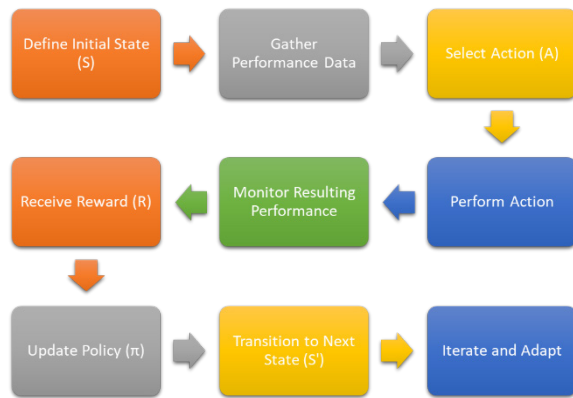 Define Initial State
(S)
Gather
Performance Data
Select Action (A)
Perform Action
Monitor Resulting
Performance
Receive Reward (R)
Update Policy (π)
Transition to Next
State (S')
Iterate and Adapt